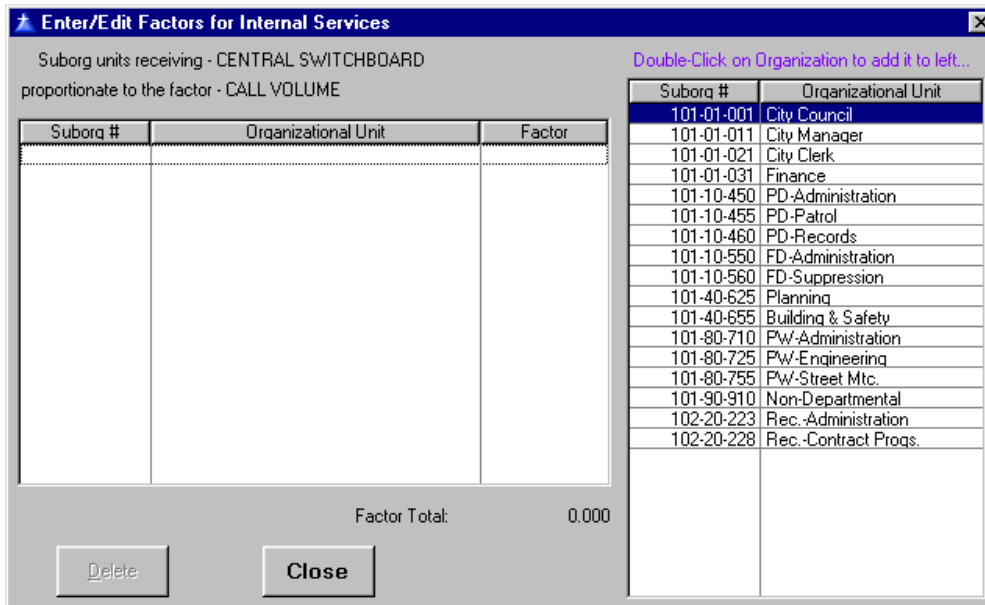 Enter/Edit Factors for Internal Services
Suborg units receiving - CENTRAL SWITCHBOARD
proportionate to the factor - CALL VOLUME
Suborg # Organizational Unit Factor
Factor Total: 0.000
Delete Close
Double-Click on Organization to add it to left...
Suborg # Organizational Unit
101-01-001 City Council
101-01-011 City Manager
101-01-021 City Clerk
101-01-031 Finance
101-10-450 PD-Administration
101-10-455 PD-Patrol
101-10-460 PD-Records
101-10-550 FD-Administration
101-10-560 FD-Suppression
101-40-625 Planning
101-40-655 Building & Safety
101-80-710 PW-Administration
101-80-725 PW-Engineering
101-80-755 PW-Street Mtc.
101-90-910 Non-Departmental
102-20-223 Rec.-Administration
102-20-228 Rec.-Contract Progs.